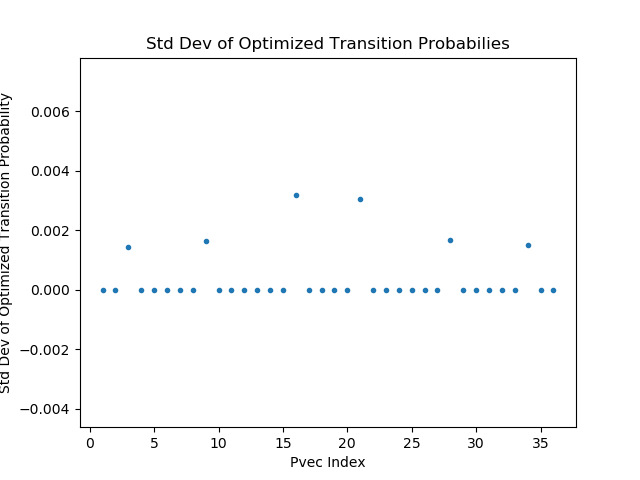 Std Dev of Optimized Transition Probabilies
Std Dev of Optimized Transition Probability
0.006
0.004
0.002
0.000
−0.002
−0.004
0 5 10 15 20 25 30 35
Pvec Index